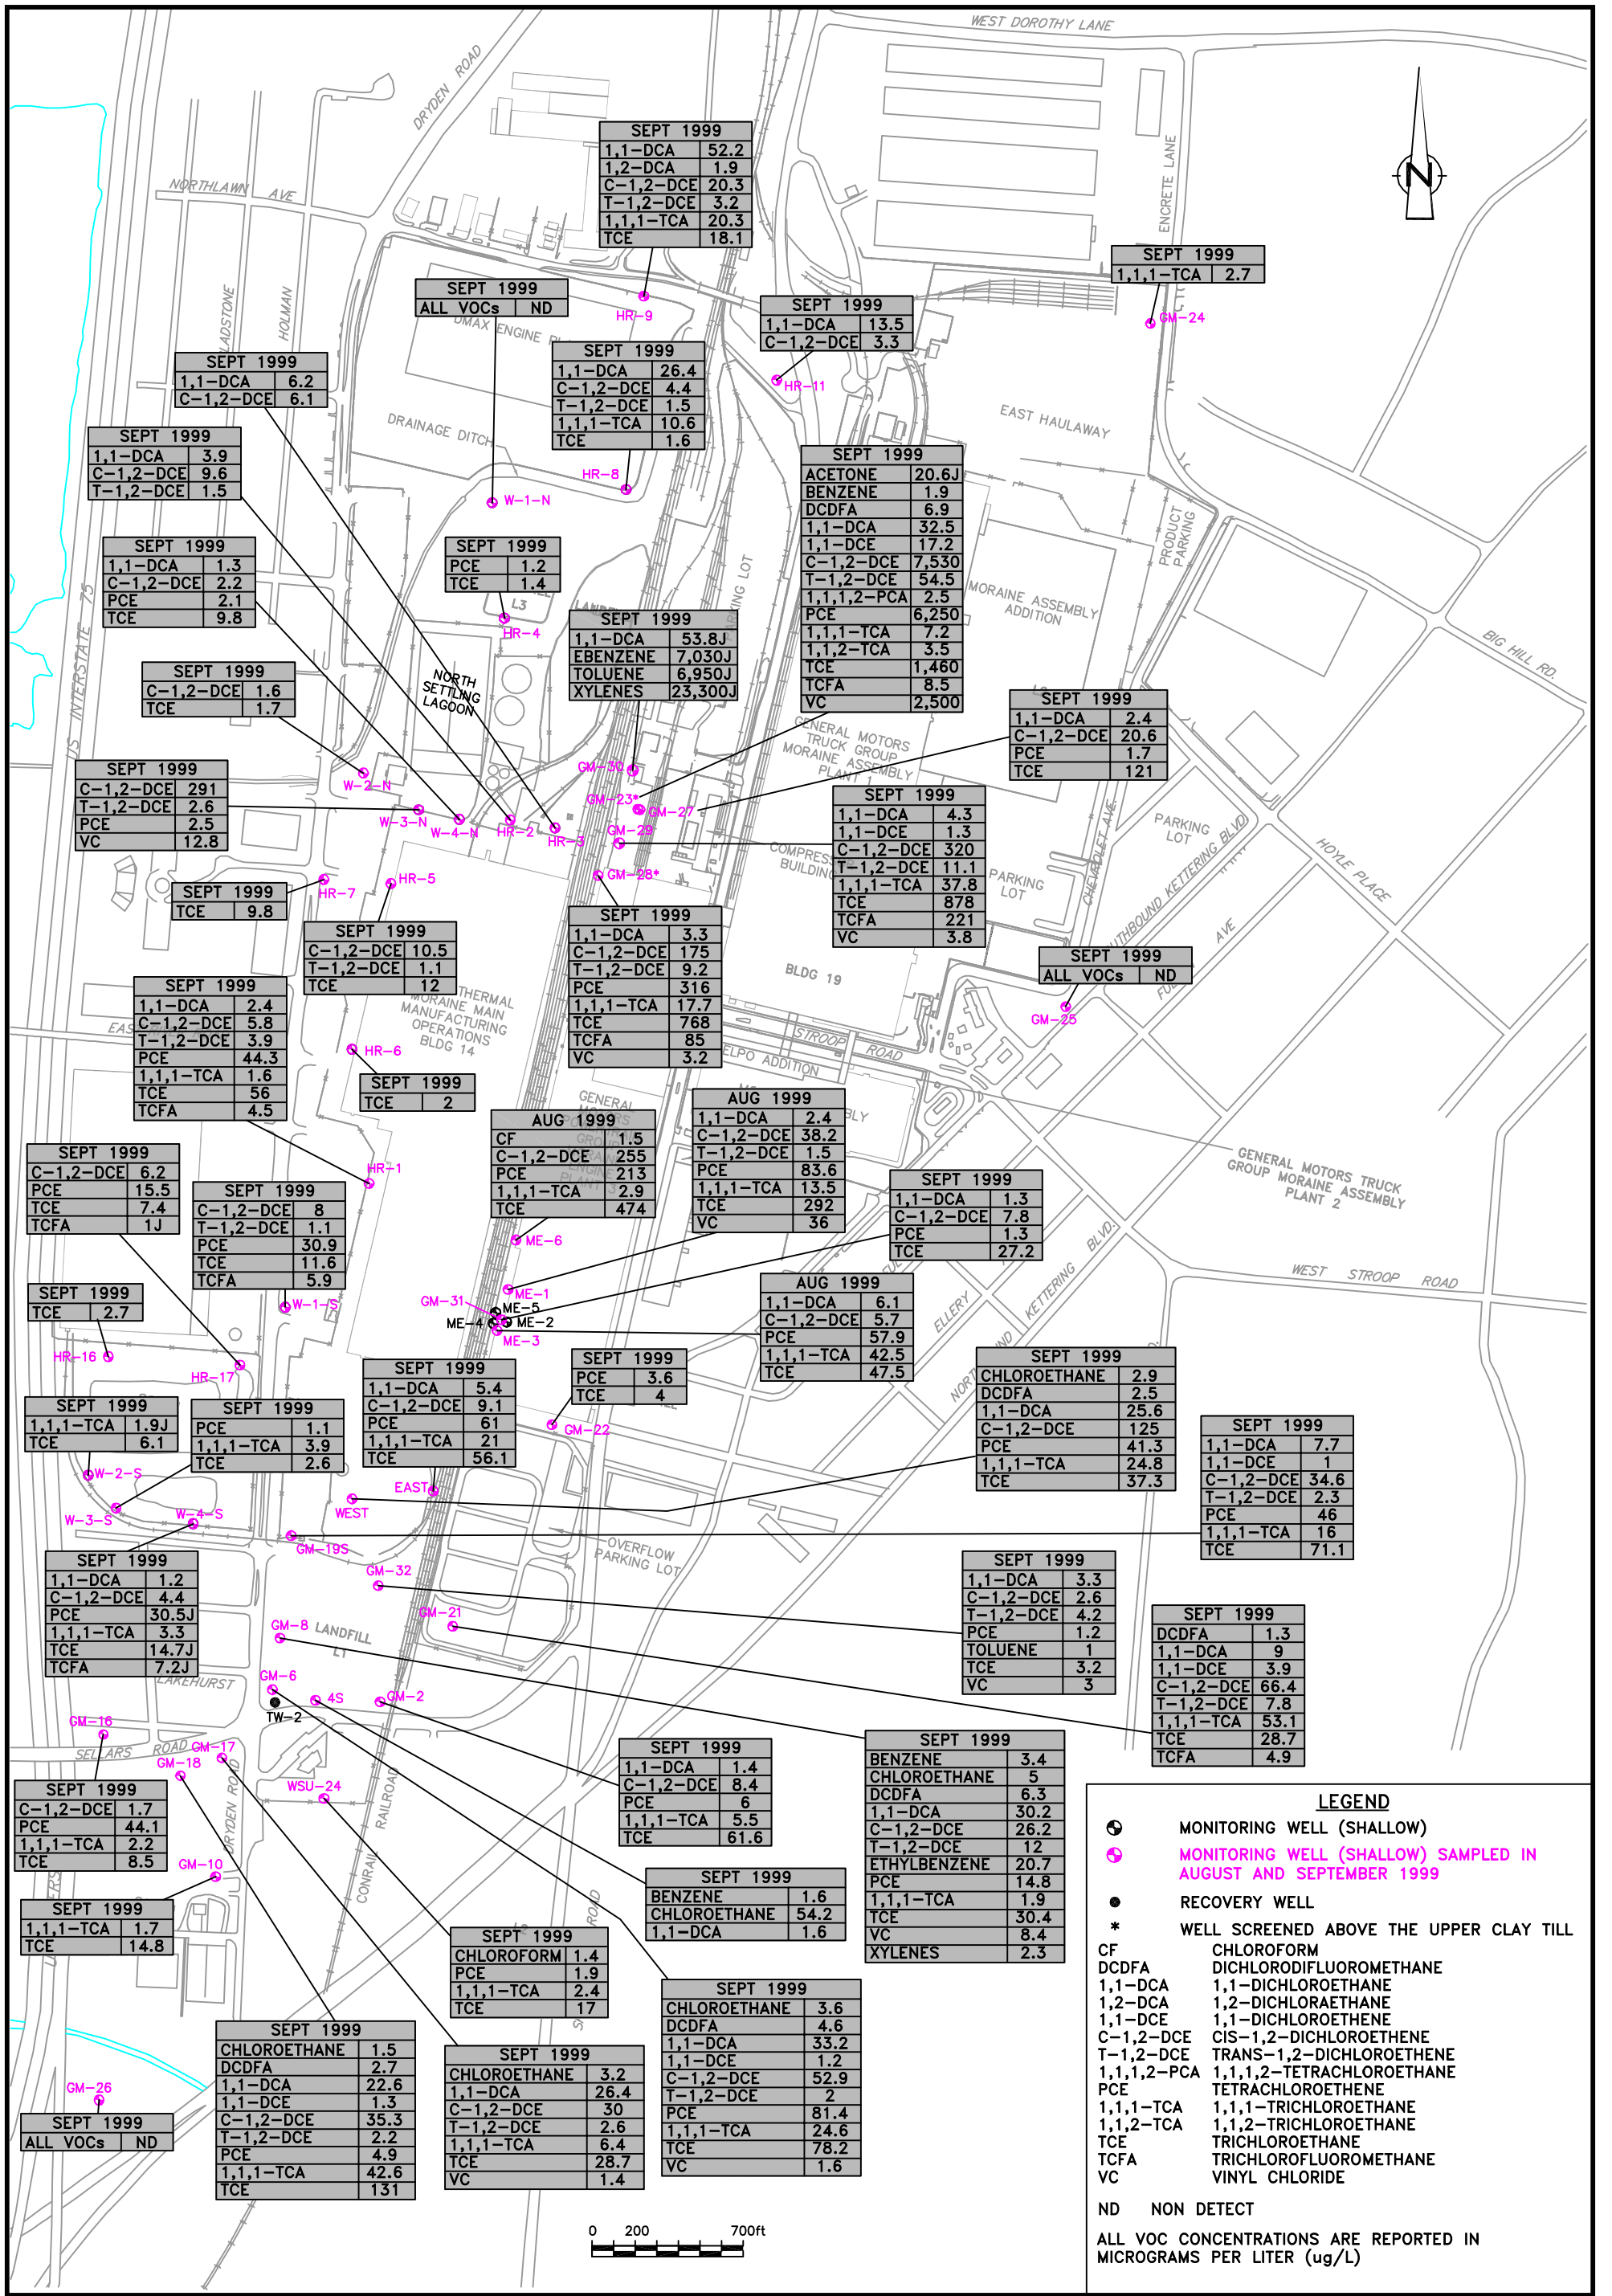 WEST DOROTHY LANE
DRYDEN ROAD
ENCRETE LANE
NORTHLAWN AVE
N
SEPT 1999
1,1-DCA 52.2
1,2-DCA 1.9
C-1,2-DCE 20.3
T-1,2-DCE 3.2
1,1,1-TCA 20.3
TCE 18.1
HR-9
SEPT 1999
1,1,1-TCA 2.7
GM-24
SEPT 1999
ALL VOCs ND
W-1-N
SEPT 1999
1,1-DCA 13.5
C-1,2-DCE 3.3
HR-11
LADSTONE
HOLMAN
DRAINAGE DITCH
SEPT 1999
1,1-DCA 26.4
C-1,2-DCE 4.4
T-1,2-DCE 1.5
1,1,1-TCA 10.6
TCE 1.6
HR-8
EAST HAULAWAY
SEPT 1999
1,1-DCA 6.2
C-1,2-DCE 6.1
SEPT 1999
1,1-DCA 3.9
C-1,2-DCE 9.6
T-1,2-DCE 1.5
SEPT 1999
ACETONE 20.6J
BENZENE 1.9
DCDFA 6.9
1,1-DCA 32.5
1,1-DCE 17.2
C-1,2-DCE 7,530
T-1,2-DCE 54.5
1,1,1,2-PCA 2.5
PCE 6,250
1,1,1-TCA 7.2
1,1,2-TCA 3.5
TCE 1,460
TCFA 8.5
VC 2,500
PRODUCT PARKING
PARKING LOT
MORAINE ASSEMBLY
ADDITION
BIG HILL RD.
US INTERSTATE 75
SEPT 1999
1,1-DCA 1.3
C-1,2-DCE 2.2
PCE 2.1
TCE 9.8
SEPT 1999
PCE 1.2
TCE 1.4
L3
HR-4
SEPT 1999
1,1-DCA 53.8J
EBENZENE 7,030J
TOLUENE 6,950J
XYLENES 23,300J
NORTH
SETTLING
LAGOON
SEPT 1999
C-1,2-DCE 1.6
TCE 1.7
SEPT 1999
1,1-DCA 2.4
C-1,2-DCE 20.6
PCE 1.7
TCE 121
GENERAL MOTORS
TRUCK GROUP
MORAINE ASSEMBLY
PLANT 1
SEPT 1999
C-1,2-DCE 291
T-1,2-DCE 2.6
PCE 2.5
VC 12.8
W-2-N
W-3-N
W-4-N
HR-2
HR-3
GM-30
GM-23*
GM-27
GM-29
GM-28*
SEPT 1999
1,1-DCA 4.3
1,1-DCE 1.3
C-1,2-DCE 320
T-1,2-DCE 11.1
1,1,1-TCA 37.8
TCE 878
TCFA 221
VC 3.8
PARKING
LOT
CHEVROLET AVE.
HOYLE PLACE
PARKING
LOT
SEPT 1999
TCE 9.8
HR-7
HR-5
SEPT 1999
C-1,2-DCE 10.5
T-1,2-DCE 1.1
TCE 12
SEPT 1999
1,1-DCA 3.3
C-1,2-DCE 175
T-1,2-DCE 9.2
PCE 316
1,1,1-TCA 17.7
TCE 768
TCFA 85
VC 3.2
BLDG 19
SEPT 1999
ALL VOCs ND
GM-25
SEPT 1999
1,1-DCA 2.4
C-1,2-DCE 5.8
T-1,2-DCE 3.9
PCE 44.3
1,1,1-TCA 1.6
TCE 56
TCFA 4.5
THERMAL
MORAINE MAIN
MANUFACTURING
OPERATIONS
BLDG 14
HR-6
SEPT 1999
TCE 2
STROOP ROAD
ELPO ADDITION
GENERAL
AUG 1999
CF 1.5
C-1,2-DCE 255
PCE 213
1,1,1-TCA 2.9
TCE 474
AUG 1999
1,1-DCA 2.4
C-1,2-DCE 38.2
T-1,2-DCE 1.5
PCE 83.6
1,1,1-TCA 13.5
TCE 292
VC 36
GENERAL MOTORS TRUCK
GROUP MORAINE ASSEMBLY
PLANT 2
SEPT 1999
C-1,2-DCE 6.2
PCE 15.5
TCE 7.4
TCFA 1J
HR-1
SEPT 1999
C-1,2-DCE 8
T-1,2-DCE 1.1
PCE 30.9
TCE 11.6
TCFA 5.9
SEPT 1999
1,1-DCA 1.3
C-1,2-DCE 7.8
PCE 1.3
TCE 27.2
ME-6
ME-1
GM-31
ME-5
ME-4
ME-2
ME-3
WEST STROOP ROAD
ELLERY
KETTERING BLVD.
SEPT 1999
TCE 2.7
W-1-S
AUG 1999
1,1-DCA 6.1
C-1,2-DCE 5.7
PCE 57.9
1,1,1-TCA 42.5
TCE 47.5
HR-16
HR-17
SEPT 1999
1,1-DCA 5.4
C-1,2-DCE 9.1
PCE 61
1,1,1-TCA 21
TCE 56.1
SEPT 1999
PCE 3.6
TCE 4
GM-22
SEPT 1999
CHLOROETHANE 2.9
DCDFA 2.5
1,1-DCA 25.6
C-1,2-DCE 125
PCE 41.3
1,1,1-TCA 24.8
TCE 37.3
SEPT 1999
1,1,1-TCA 1.9J
TCE 6.1
SEPT 1999
PCE 1.1
1,1,1-TCA 3.9
TCE 2.6
SEPT 1999
1,1-DCA 7.7
1,1-DCE 1
C-1,2-DCE 34.6
T-1,2-DCE 2.3
PCE 46
1,1,1-TCA 16
TCE 71.1
W-2-S
W-3-S
W-4-S
EAST
WEST
GM-19S
OVERFLOW
PARKING LOT
SEPT 1999
1,1-DCA 1.2
C-1,2-DCE 4.4
PCE 30.5J
1,1,1-TCA 3.3
TCE 14.7J
TCFA 7.2J
GM-32
GM-21
GM-8
LANDFILL
L1
SEPT 1999
1,1-DCA 3.3
C-1,2-DCE 2.6
T-1,2-DCE 4.2
PCE 1.2
TOLUENE 1
TCE 3.2
VC 3
SEPT 1999
DCDFA 1.3
1,1-DCA 9
1,1-DCE 3.9
C-1,2-DCE 66.4
T-1,2-DCE 7.8
1,1,1-TCA 53.1
TCE 28.7
TCFA 4.9
LAKEHURST
GM-6
TW-2
4S
GM-2
GM-16
SELLARS ROAD
GM-17
GM-18
WSU-24
DRYDEN ROAD
CONRAIL RAILROAD
SEPT 1999
1,1-DCA 1.4
C-1,2-DCE 8.4
PCE 6
1,1,1-TCA 5.5
TCE 61.6
SEPT 1999
BENZENE 3.4
CHLOROETHANE 5
DCDFA 6.3
1,1-DCA 30.2
C-1,2-DCE 26.2
T-1,2-DCE 12
ETHYLBENZENE 20.7
PCE 14.8
1,1,1-TCA 1.9
TCE 30.4
VC 8.4
XYLENES 2.3
SEPT 1999
C-1,2-DCE 1.7
PCE 44.1
1,1,1-TCA 2.2
TCE 8.5
GM-10
SEPT 1999
1,1,1-TCA 1.7
TCE 14.8
SEPT 1999
BENZENE 1.6
CHLOROETHANE 54.2
1,1-DCA 1.6
SEPT 1999
CHLOROFORM 1.4
PCE 1.9
1,1,1-TCA 2.4
TCE 17
SEPT 1999
CHLOROETHANE 3.6
DCDFA 4.6
1,1-DCA 33.2
1,1-DCE 1.2
C-1,2-DCE 52.9
T-1,2-DCE 2
PCE 81.4
1,1,1-TCA 24.6
TCE 78.2
VC 1.6
SEPT 1999
CHLOROETHANE 1.5
DCDFA 2.7
1,1-DCA 22.6
1,1-DCE 1.3
C-1,2-DCE 35.3
T-1,2-DCE 2.2
PCE 4.9
1,1,1-TCA 42.6
TCE 131
SEPT 1999
CHLOROETHANE 3.2
1,1-DCA 26.4
C-1,2-DCE 30
T-1,2-DCE 2.6
1,1,1-TCA 6.4
TCE 28.7
VC 1.4
GM-26
SEPT 1999
ALL VOCs ND
0 200 700ft
LEGEND
MONITORING WELL (SHALLOW)
MONITORING WELL (SHALLOW) SAMPLED IN
AUGUST AND SEPTEMBER 1999
RECOVERY WELL
* WELL SCREENED ABOVE THE UPPER CLAY TILL
CF CHLOROFORM
DCDFA DICHLORODIFLUOROMETHANE
1,1-DCA 1,1-DICHLOROETHANE
1,2-DCA 1,2-DICHLORAETHANE
1,1-DCE 1,1-DICHLOROETHENE
C-1,2-DCE CIS-1,2-DICHLOROETHENE
T-1,2-DCE TRANS-1,2-DICHLOROETHENE
1,1,1,2-PCA 1,1,1,2-TETRACHLOROETHANE
PCE TETRACHLOROETHENE
1,1,1-TCA 1,1,1-TRICHLOROETHANE
1,1,2-TCA 1,1,2-TRICHLOROETHANE
TCE TRICHLOROETHANE
TCFA TRICHLOROFLUOROMETHANE
VC VINYL CHLORIDE
ND NON DETECT
ALL VOC CONCENTRATIONS ARE REPORTED IN
MICROGRAMS PER LITER (ug/L)